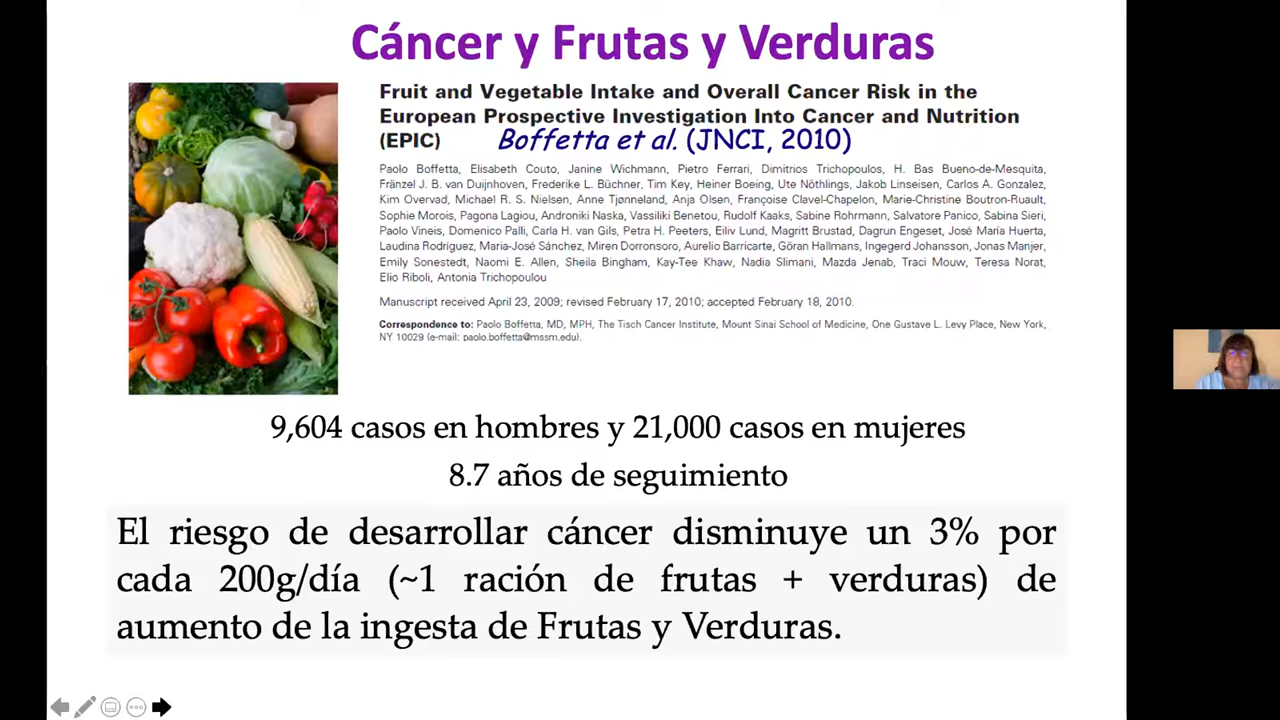 Cáncer y Frutas y Verduras
Fruit and Vegetable Intake and Overall Cancer Risk in the
European Prospective Investigation Into Cancer and Nutrition
(EPIC) Boffetta et al. (JNCI, 2010)
Paolo Boffetta, Elisabeth Couto, Janine Wichmann, Pietro Ferrari, Dimitrios Trichopoulos, H. Bas Bueno-de-Mesquita,
Fränzel J. B. van Duijnhoven, Frederike L. Büchner, Tim Key, Heiner Boeing, Ute Nöthlings, Jakob Linseisen, Carlos A. Gonzalez,
Kim Overvad, Michael R. S. Nielsen, Anne Tjønneland, Anja Olsen, Françoise Clavel-Chapelon, Marie-Christine Boutron-Ruault,
Sophie Morois, Pagona Lagiou, Androniki Naska, Vassiliki Benetou, Rudolf Kaaks, Sabine Rohrmann, Salvatore Panico, Sabina Sieri,
Paolo Vineis, Domenico Palli, Carla H. van Gils, Petra H. Peeters, Eiliv Lund, Magritt Brustad, Dagrun Engeset, José María Huerta,
Laudina Rodríguez, Maria-José Sánchez, Miren Dorronsoro, Aurelio Barricarte, Göran Hallmans, Ingegerd Johansson, Jonas Manjer,
Emily Sonestedt, Naomi E. Allen, Sheila Bingham, Kay-Tee Khaw, Nadia Slimani, Mazda Jenab, Traci Mouw, Teresa Norat,
Elio Riboli, Antonia Trichopoulou
Manuscript received April 23, 2009; revised February 17, 2010; accepted February 18, 2010.
Correspondence to: Paolo Boffetta, MD, MPH, The Tisch Cancer Institute, Mount Sinai School of Medicine, One Gustave L. Levy Place, New York,
NY 10029 (e-mail: paolo.boffetta@mssm.edu).
9,604 casos en hombres y 21,000 casos en mujeres
8.7 años de seguimiento
El riesgo de desarrollar cáncer disminuye un 3% por
cada 200g/día (~1 ración de frutas + verduras) de
aumento de la ingesta de Frutas y Verduras.